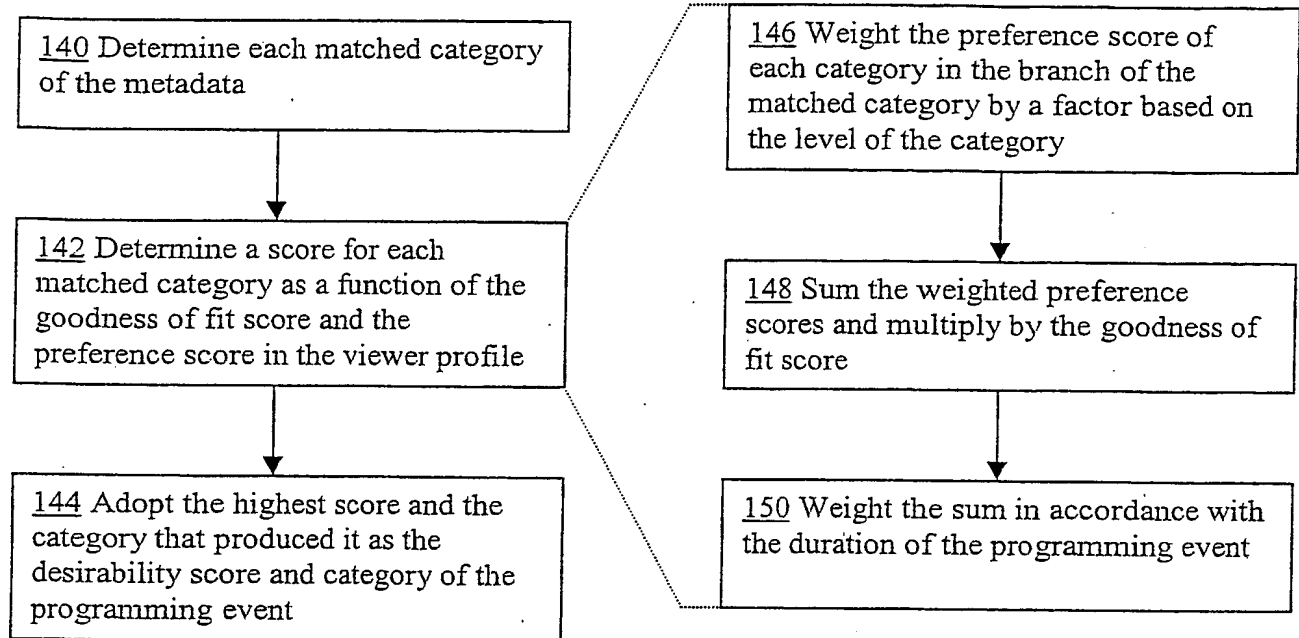 140 Determine each matched category
of the metadata
142 Determine a score for each
matched category as a function of the
goodness of fit score and the
preference score in the viewer profile
144 Adopt the highest score and the
category that produced it as the
desirability score and category of the
programming event
146 Weight the preference score of
each category in the branch of the
matched category by a factor based on
the level of the category
148 Sum the weighted preference
scores and multiply by the goodness of
fit score
150 Weight the sum in accordance with
the duration of the programming event